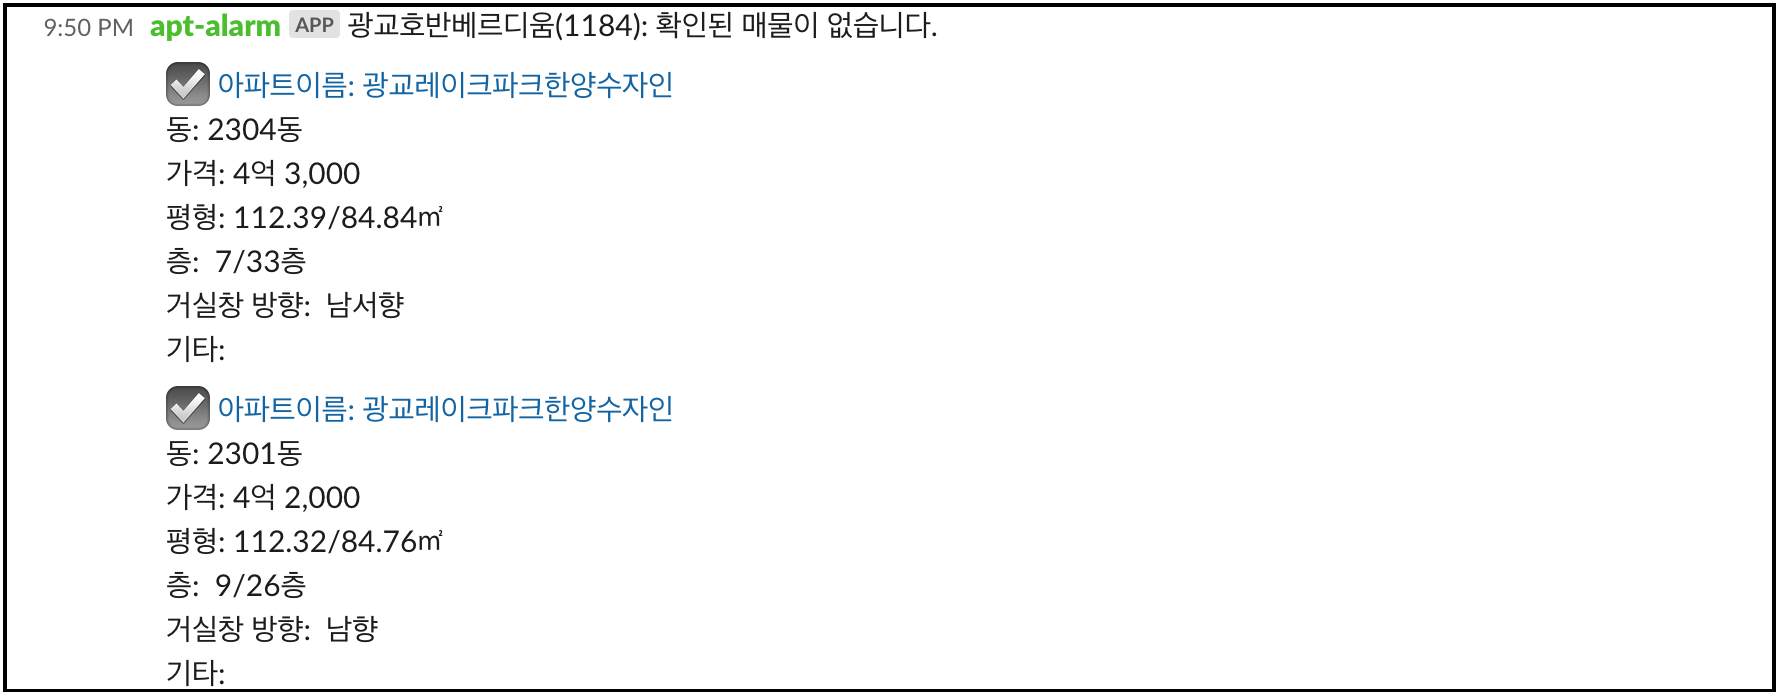 9:50 PM apt-alarm APP 광교호반베르디움(1184): 확인된 매물이 없습니다.
아파트이름: 광교레이크파크한양수자인
동: 2304동
가격: 4억 3,000
평형: 112.39/84.84㎡
층: 7/33층
거실창 방향: 남서향
기타:
아파트이름: 광교레이크파크한양수자인
동: 2301동
가격: 4억 2,000
평형: 112.32/84.76㎡
층: 9/26층
거실창 방향: 남향
기타: